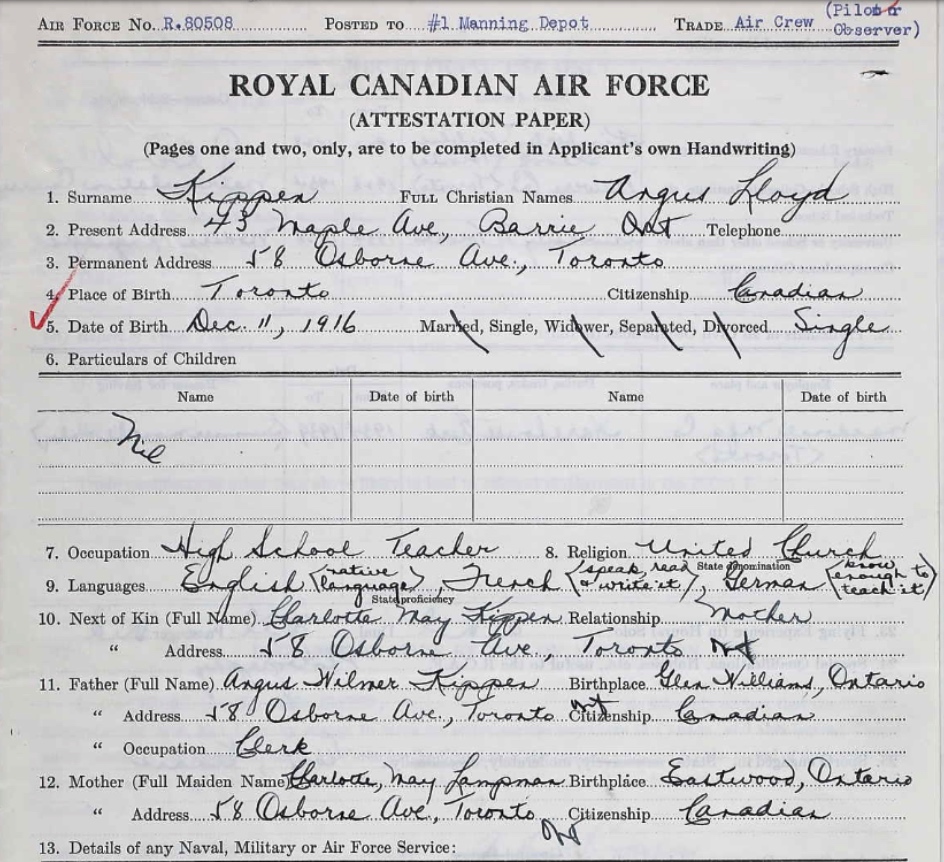 AIR FORCE NO. R.80508 POSTED TO #1 Manning Depot TRADE Air Crew (Pilot or Observer)
ROYAL CANADIAN AIR FORCE
(ATTESTATION PAPER)
(Pages one and two, only, are to be completed in Applicant's own Handwriting)
1. Surname Kippen FULL Christian Names Angus Lloyd
2. Present Address 43 Maple Ave., Barrie Ont Telephone
3. Permanent Address 58 Osborne Ave., Toronto
4. Place of Birth Toronto Citizenship Canadian
5. Date of Birth Dec. 11, 1916 Married, Single, Widower, Separated, Divorced Single
6. Particulars of Children
Name Date of birth Name Date of birth
Nil
7. Occupation High School Teacher 8. Religion United Church
State denomination
9. Languages English (native language), French (speak, read & write it), German (know enough to teach it)
State proficiency
10. Next of Kin (Full Name) Charlotte May Kippen Relationship Mother
" Address 58 Osborne Ave., Toronto Ont
11. Father (Full Name) Angus Wilmer Kippen Birthplace Glen Williams, Ontario
" Address 58 Osborne Ave., Toronto Ont Citizenship Canadian
" Occupation Clerk
12. Mother (Full Maiden Name) Charlotte May Lampman Birthplace Eastwood, Ontario
" Address 58 Osborne Ave., Toronto Ont Citizenship Canadian
13. Details of any Naval, Military or Air Force Service: